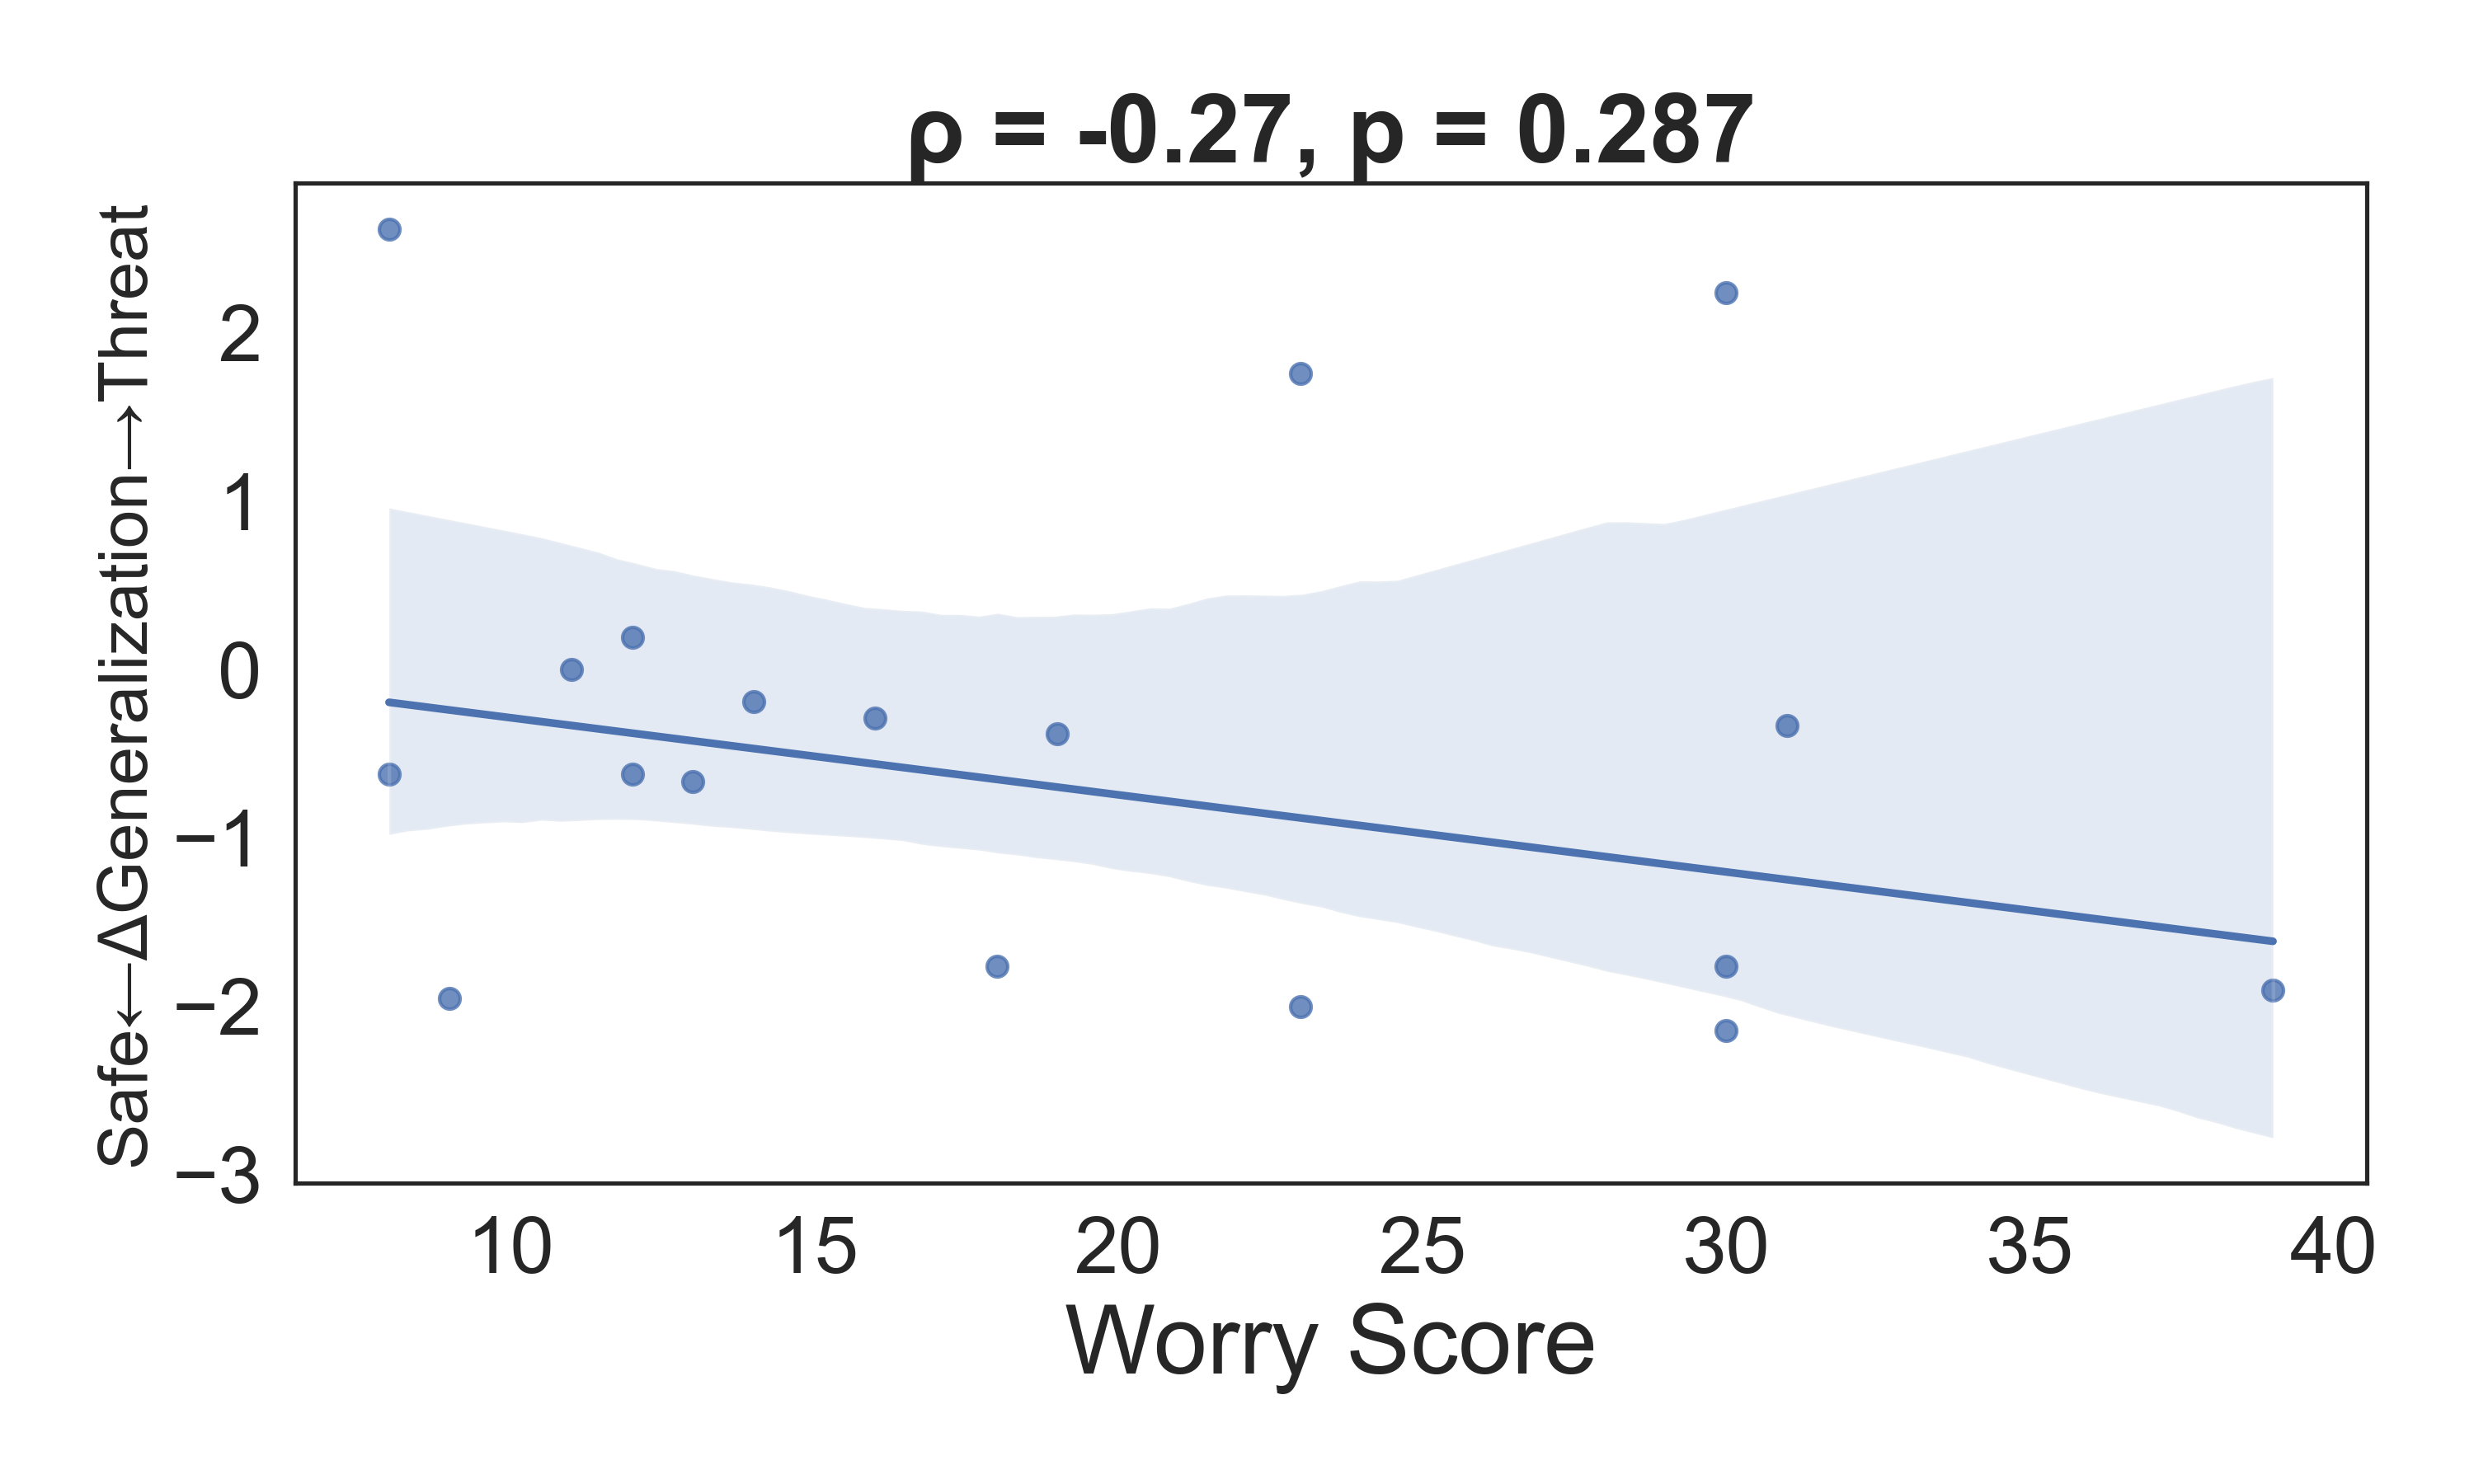 ρ = -0.27, p = 0.287
Safe←ΔGeneralization→Threat
2
1
0
−1
−2
−3
10 15 20 25 30 35 40
Worry Score